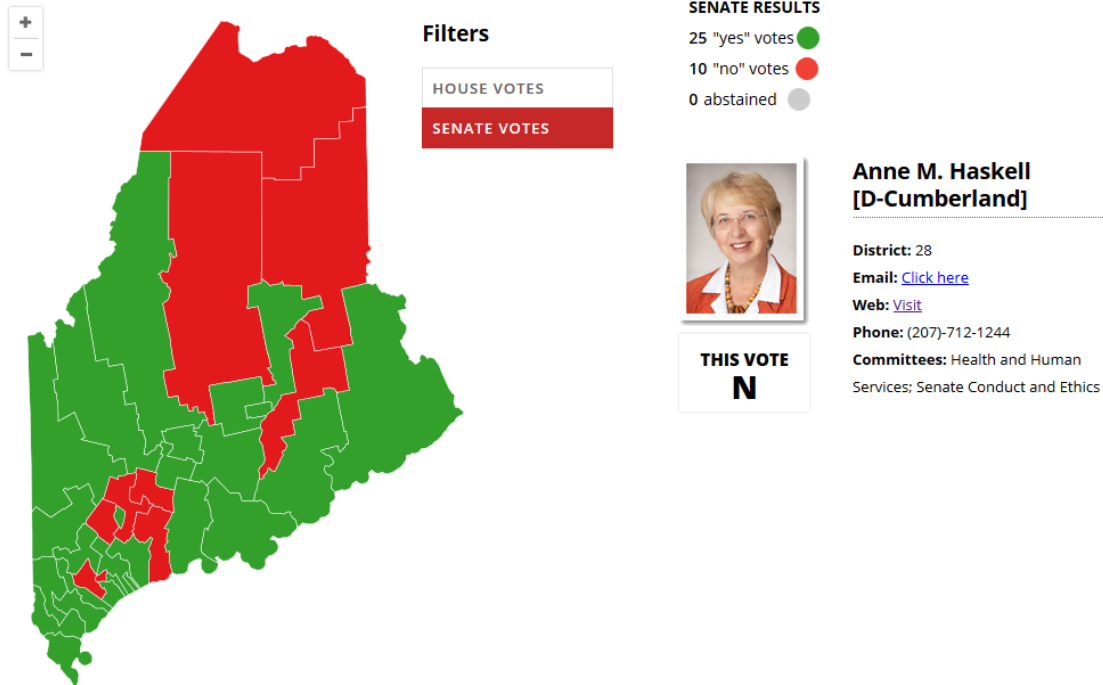 +
−
Filters
HOUSE VOTES
SENATE VOTES
SENATE RESULTS
25 "yes" votes
10 "no" votes
0 abstained
THIS VOTE
N
Anne M. Haskell
[D-Cumberland]
District: 28
Email: Click here
Web: Visit
Phone: (207)-712-1244
Committees: Health and Human
Services; Senate Conduct and Ethics